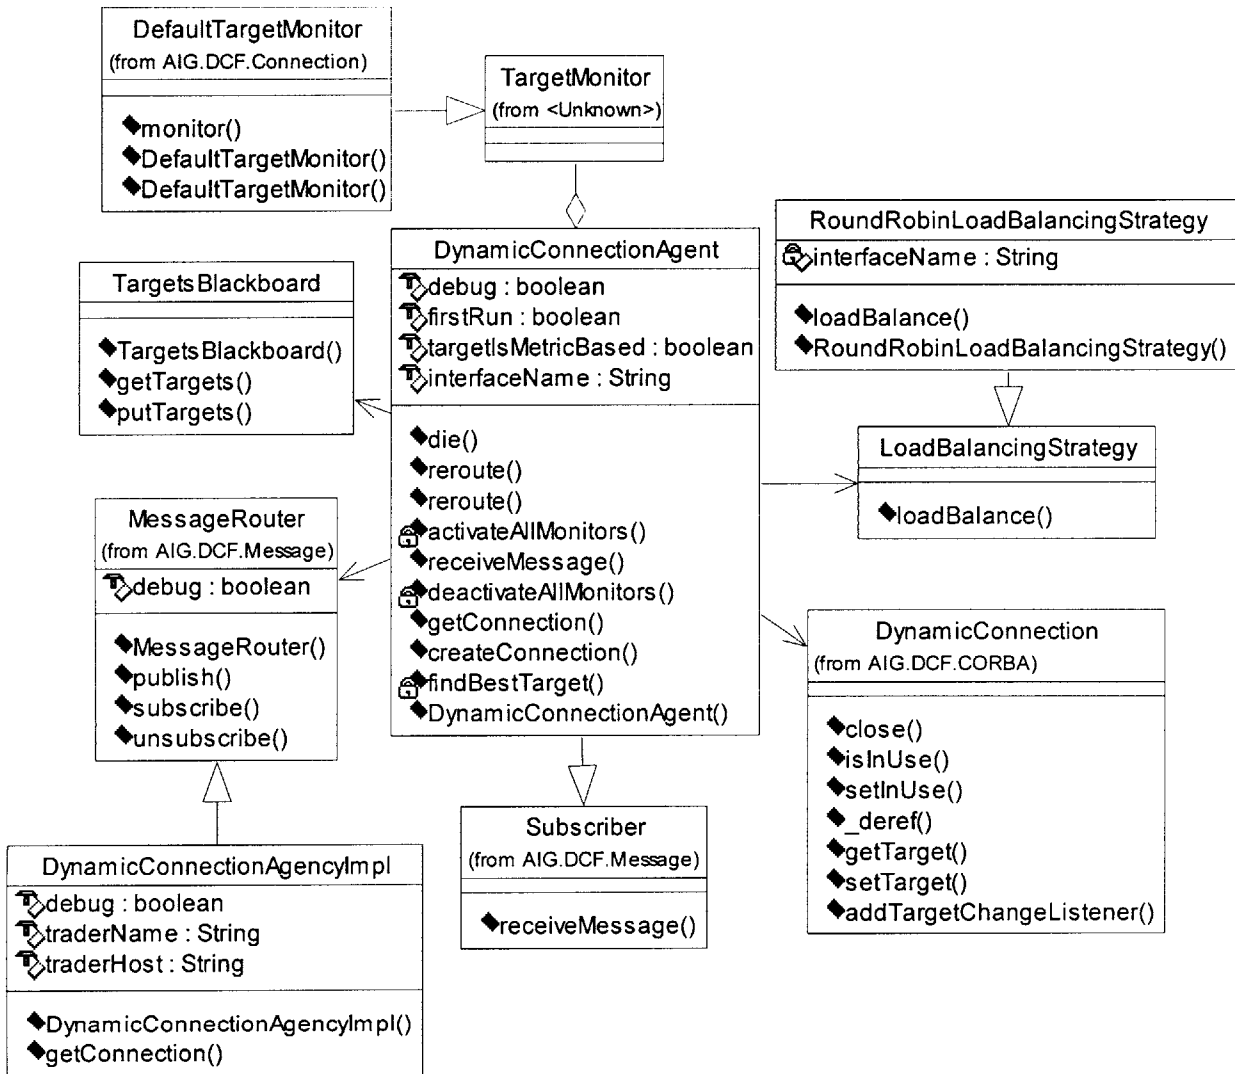 DefaultTargetMonitor
(from AIG.DCF.Connection)
monitor()
DefaultTargetMonitor()
DefaultTargetMonitor()
TargetMonitor
(from <Unknown>)
RoundRobinLoadBalancingStrategy
interfaceName : String
loadBalance()
RoundRobinLoadBalancingStrategy()
TargetsBlackboard
TargetsBlackboard()
getTargets()
putTargets()
DynamicConnectionAgent
debug : boolean
firstRun : boolean
targetIsMetricBased : boolean
interfaceName : String
die()
reroute()
reroute()
activateAllMonitors()
receiveMessage()
deactivateAllMonitors()
getConnection()
createConnection()
findBestTarget()
DynamicConnectionAgent()
LoadBalancingStrategy
loadBalance()
MessageRouter
(from AIG.DCF.Message)
debug : boolean
MessageRouter()
publish()
subscribe()
unsubscribe()
DynamicConnection
(from AIG.DCF.CORBA)
close()
isInUse()
setInUse()
_deref()
getTarget()
setTarget()
addTargetChangeListener()
Subscriber
(from AIG.DCF.Message)
receiveMessage()
DynamicConnectionAgencyImpl
debug : boolean
traderName : String
traderHost : String
DynamicConnectionAgencyImpl()
getConnection()